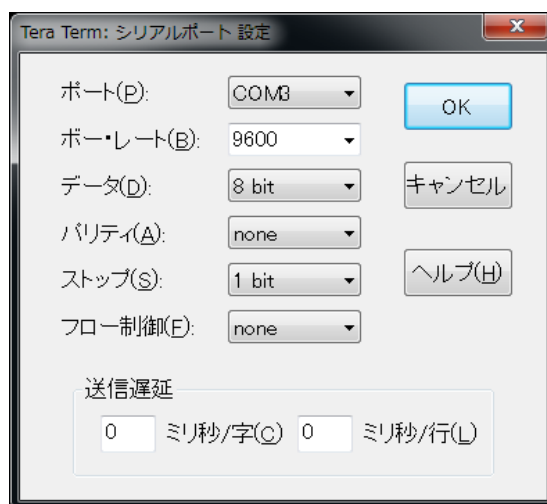 Tera Term: シリアルポート 設定
x
ポート(P): COM3
OK
ボー・レート(B): 9600
データ(D): 8 bit
キャンセル
パリティ(A): none
ストップ(S): 1 bit
ヘルプ(H)
フロー制御(F): none
送信遅延
0 ミリ秒/字(C) 0 ミリ秒/行(L)